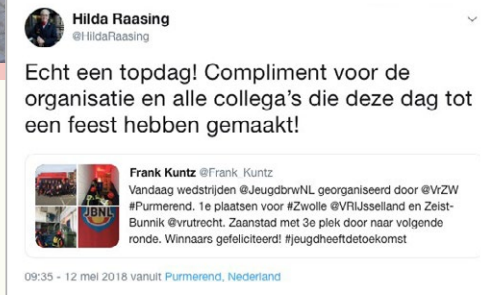 Hilda Raasing
@HildaRaasing
Echt een topdag! Compliment voor de
organisatie en alle collega's die deze dag tot
een feest hebben gemaakt!
Frank Kuntz @Frank_Kuntz
Vandaag wedstrijden @JeugdbrwNL georganiseerd door @VrZW
#Purmerend. 1e plaatsen voor #Zwolle @VRIJsselland en Zeist-
Bunnik @vrutrecht. Zaanstad met 3e plek door naar volgende
ronde. Winnaars gefeliciteerd! #jeugdheeftdetoekomst
JBNL
09:35 - 12 mei 2018 vanuit Purmerend, Nederland